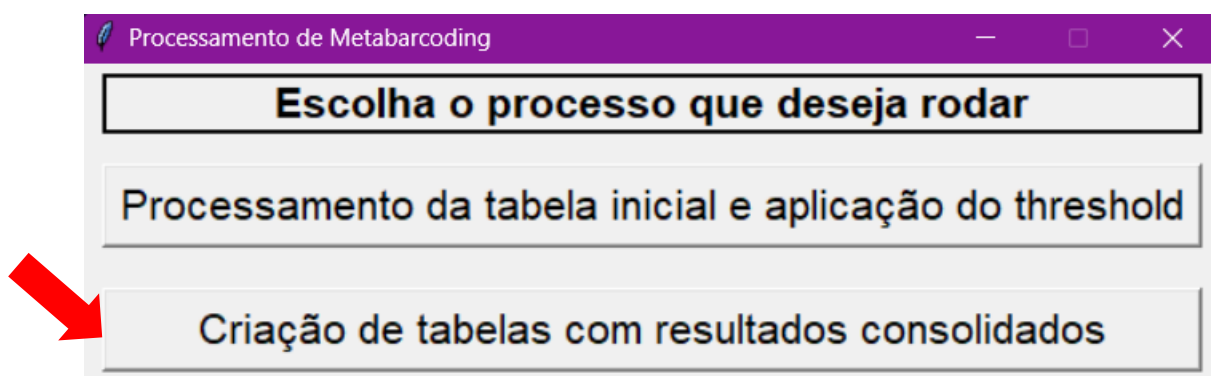 Processamento de Metabarcoding
Escolha o processo que deseja rodar
Processamento da tabela inicial e aplicação do threshold
Criação de tabelas com resultados consolidados